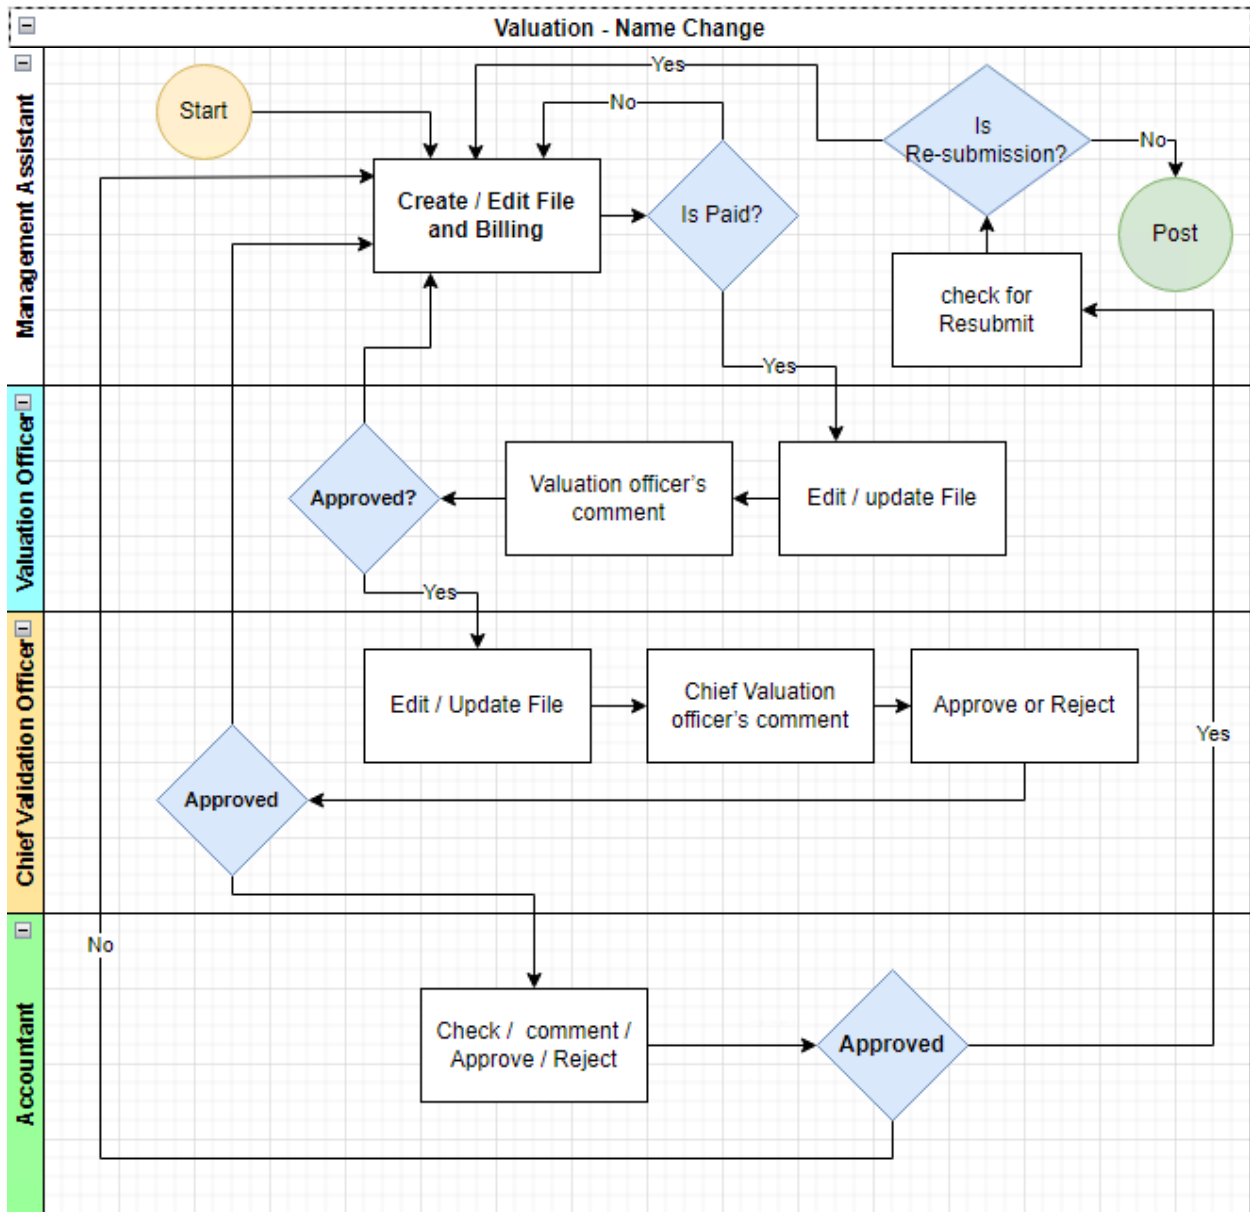 Valuation - Name Change
Management Assistant
Start
Yes
No
Is
Re-submission?
No
Create / Edit File
and Billing
Is Paid?
Post
check for
Resubmit
Yes
Valuation Officer
Approved?
Valuation officer's
comment
Edit / update File
Yes
Chief Validation Officer
Edit / Update File
Chief Valuation
officer's comment
Approve or Reject
Yes
Approved
No
Accountant
Check /  comment /
Approve / Reject
Approved